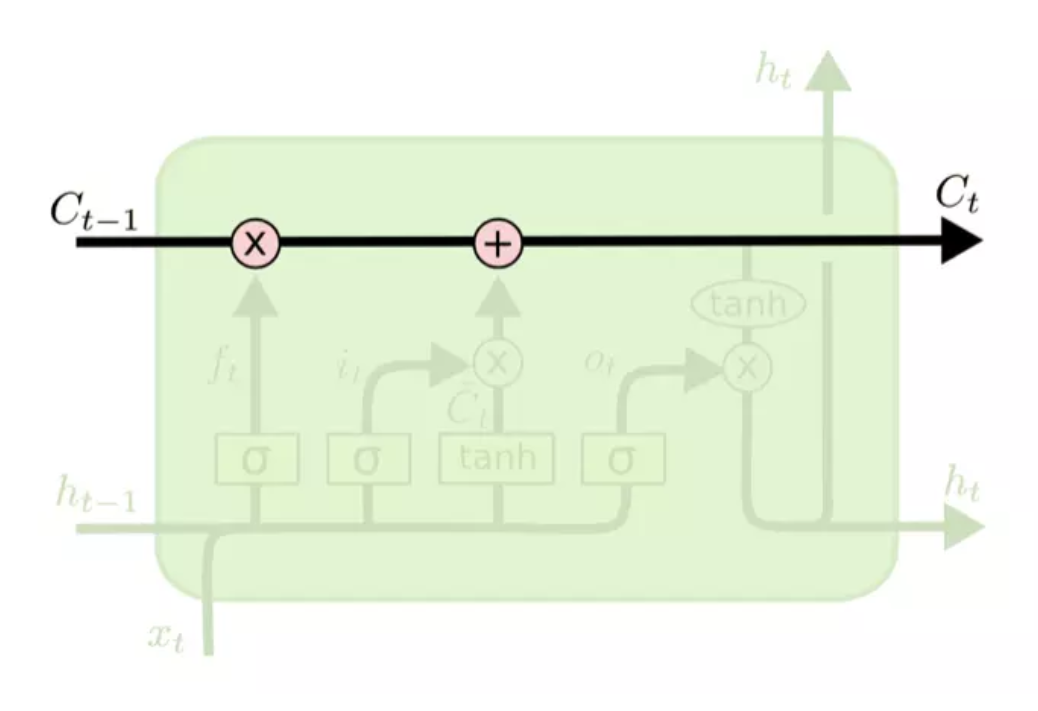 h_t
C_{t-1}
C_t
x
+
tanh
f_t
i_t
x
o_t
x
C̃_t
σ
σ
tanh
σ
h_{t-1}
h_t
x_t